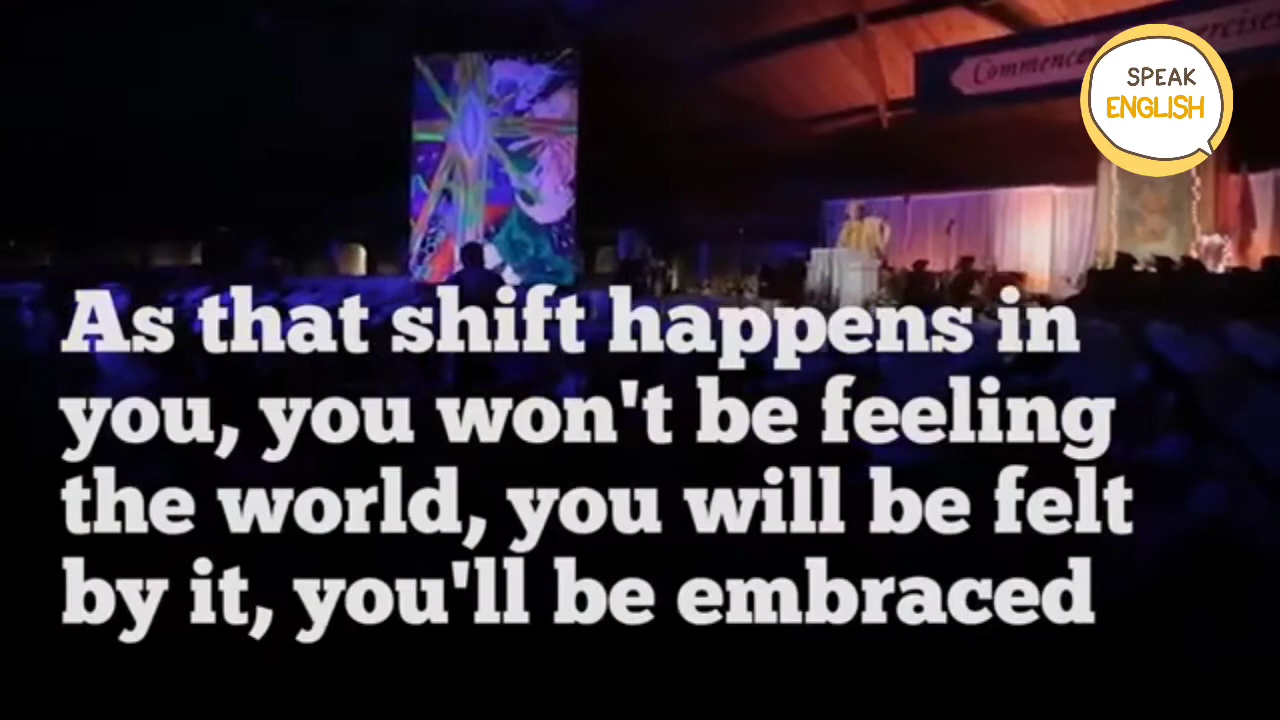 Commence
SPEAK
ENGLISH
As that shift happens in
you, you won't be feeling
the world, you will be felt
by it, you'll be embraced